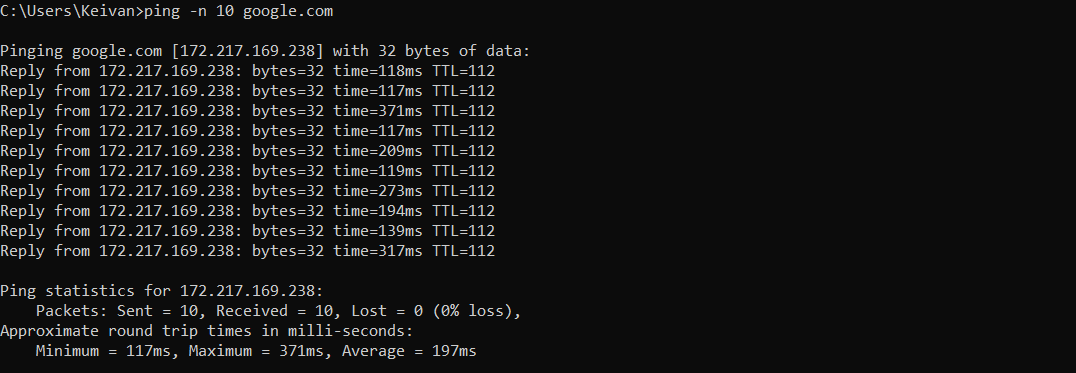 C:\Users\Keivan>ping -n 10 google.com
Pinging google.com [172.217.169.238] with 32 bytes of data:
Reply from 172.217.169.238: bytes=32 time=118ms TTL=112
Reply from 172.217.169.238: bytes=32 time=117ms TTL=112
Reply from 172.217.169.238: bytes=32 time=371ms TTL=112
Reply from 172.217.169.238: bytes=32 time=117ms TTL=112
Reply from 172.217.169.238: bytes=32 time=209ms TTL=112
Reply from 172.217.169.238: bytes=32 time=119ms TTL=112
Reply from 172.217.169.238: bytes=32 time=273ms TTL=112
Reply from 172.217.169.238: bytes=32 time=194ms TTL=112
Reply from 172.217.169.238: bytes=32 time=139ms TTL=112
Reply from 172.217.169.238: bytes=32 time=317ms TTL=112
Ping statistics for 172.217.169.238:
    Packets: Sent = 10, Received = 10, Lost = 0 (0% loss),
Approximate round trip times in milli-seconds:
    Minimum = 117ms, Maximum = 371ms, Average = 197ms